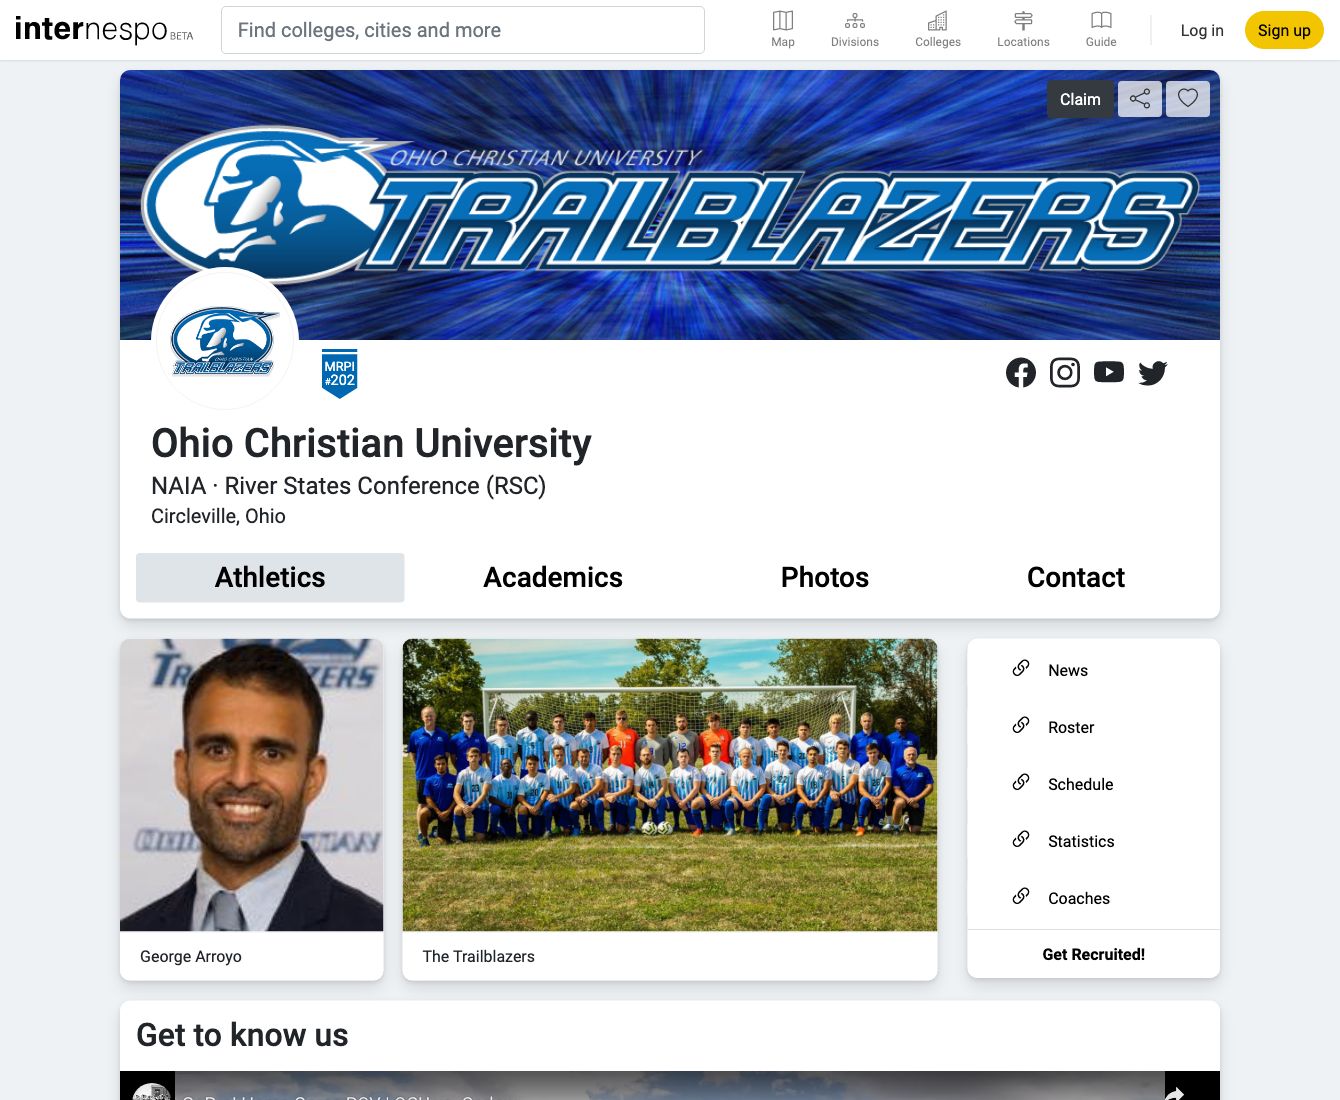 internespo BETA
Find colleges, cities and more
Map
Divisions
Colleges
Locations
Guide
Log in
Sign up
Claim
OHIO CHRISTIAN UNIVERSITY
TRAILBLAZERS
OHIO CHRISTIAN
TRAILBLAZERS
MRPI
#202
Ohio Christian University
NAIA · River States Conference (RSC)
Circleville, Ohio
Athletics
Academics
Photos
Contact
George Arroyo
The Trailblazers
News
Roster
Schedule
Statistics
Coaches
Get Recruited!
Get to know us